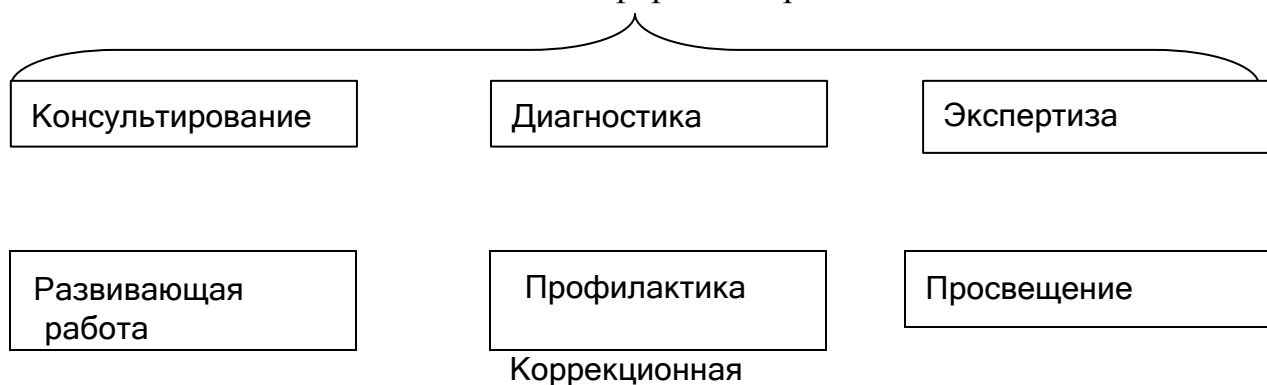 Консультирование
Диагностика
Экспертиза
Развивающая
работа
Профилактика
Просвещение
Коррекционная